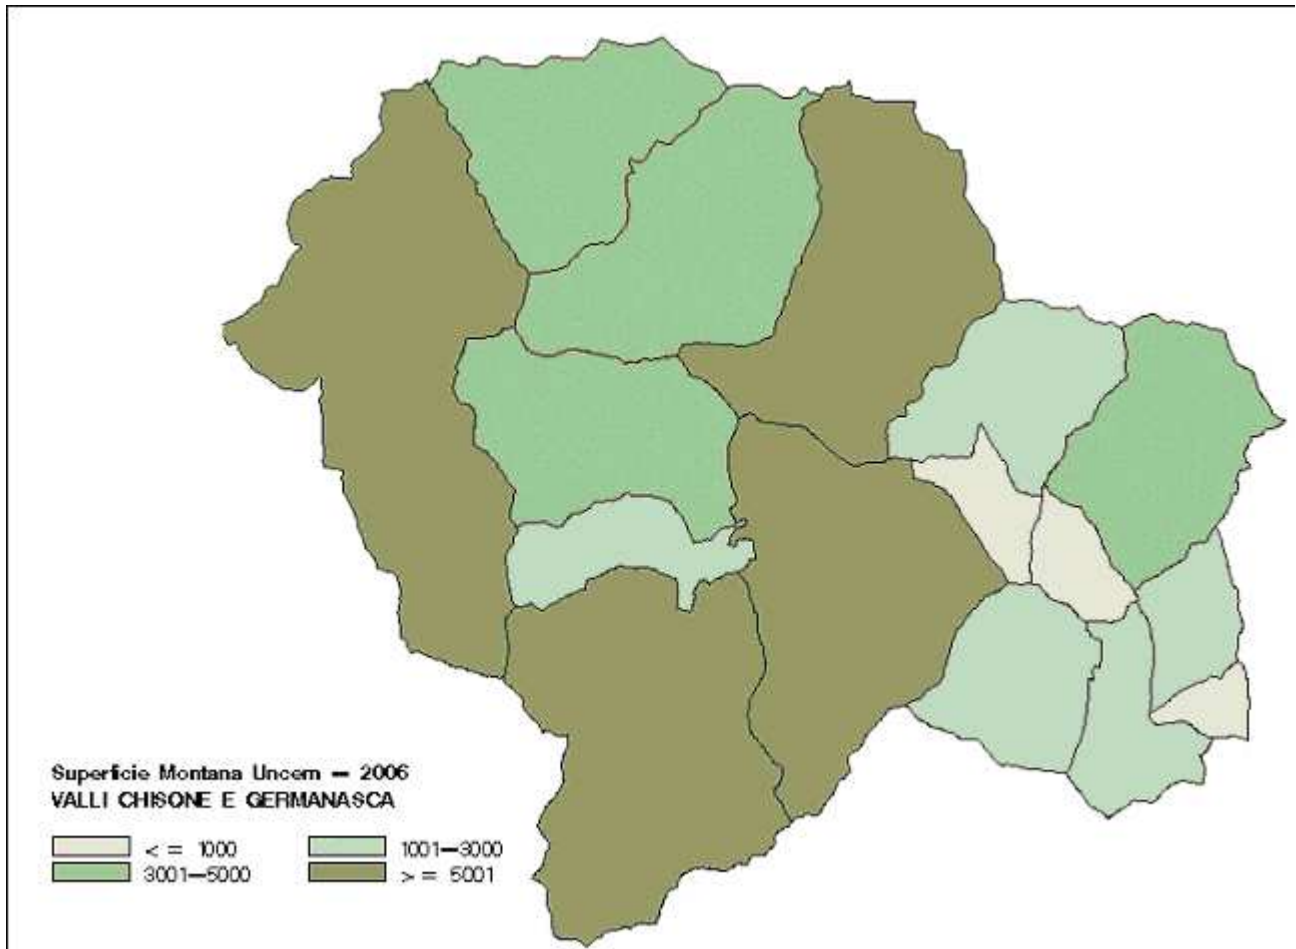 Superficie Montana Uncem – 2006
VALLI CHISONE E GERMANASCA
< = 1000
1001–3000
3001–5000
> = 5001